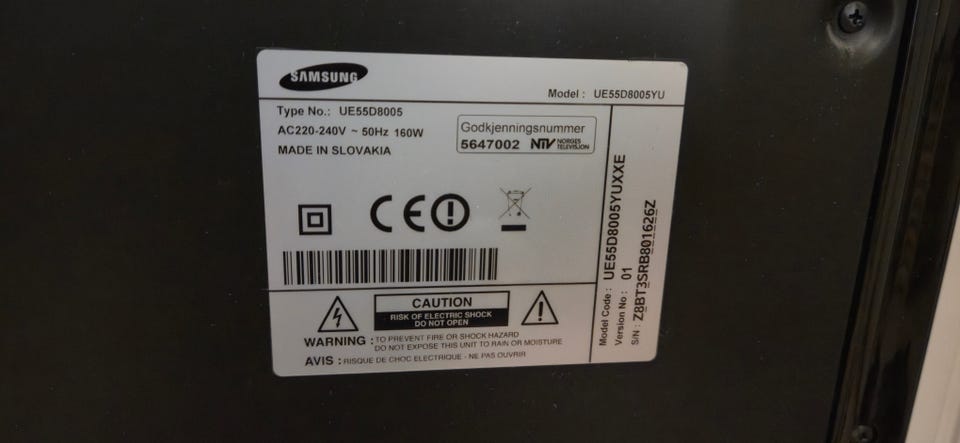 SAMSUNG
Model : UE55D8005YU
Type No.: UE55D8005
AC220-240V ~ 50Hz 160W
MADE IN SLOVAKIA
Godkjenningsnummer
5647002 NTV NORGES TELEVISJON
CE
CAUTION
RISK OF ELECTRIC SHOCK
DO NOT OPEN
WARNING : TO PREVENT FIRE OR SHOCK HAZARD
DO NOT EXPOSE THIS UNIT TO RAIN OR MOISTURE
AVIS : RISQUE DE CHOC ELECTRIQUE - NE PAS OUVRIR
Model Code : UE55D8005YUXXE
Version No : 01
S/N : Z8BT3SRB801626Z